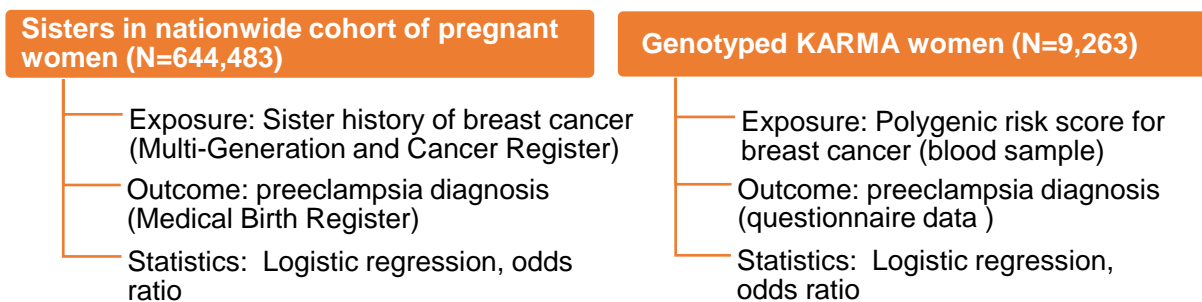 Sisters in nationwide cohort of pregnant
women (N=644,483)
Exposure: Sister history of breast cancer
(Multi-Generation and Cancer Register)
Outcome: preeclampsia diagnosis
(Medical Birth Register)
Statistics:  Logistic regression, odds
ratio
Genotyped KARMA women (N=9,263)
Exposure: Polygenic risk score for
breast cancer (blood sample)
Outcome: preeclampsia diagnosis
(questionnaire data )
Statistics:  Logistic regression,
odds ratio